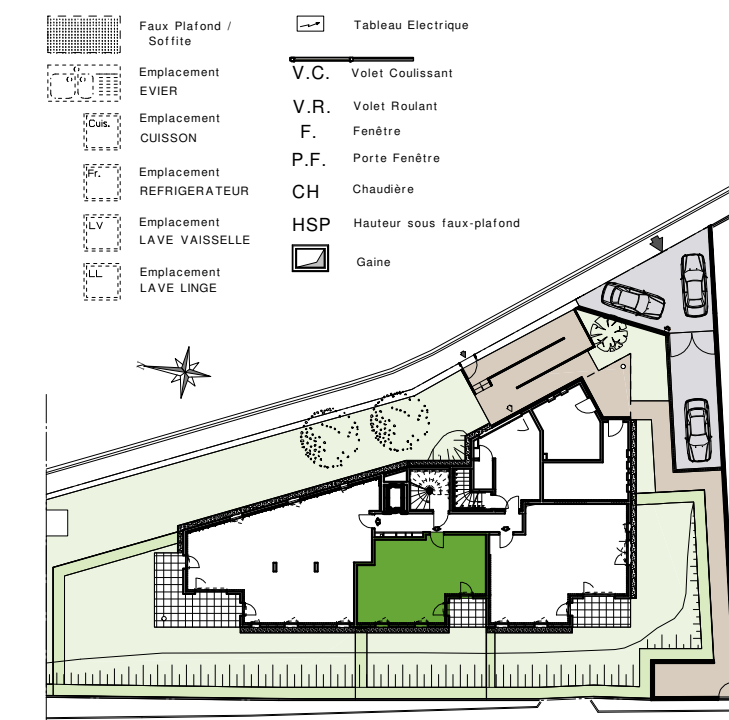 Faux Plafond /
Soffite
Emplacement
EVIER
Cuis.
Emplacement
CUISSON
Fr.
Emplacement
REFRIGERATEUR
LV
Emplacement
LAVE VAISSELLE
LL
Emplacement
LAVE LINGE
Tableau Electrique
V.C. Volet Coulissant
V.R. Volet Roulant
F. Fenêtre
P.F. Porte Fenêtre
CH Chaudière
HSP Hauteur sous faux-plafond
Gaine